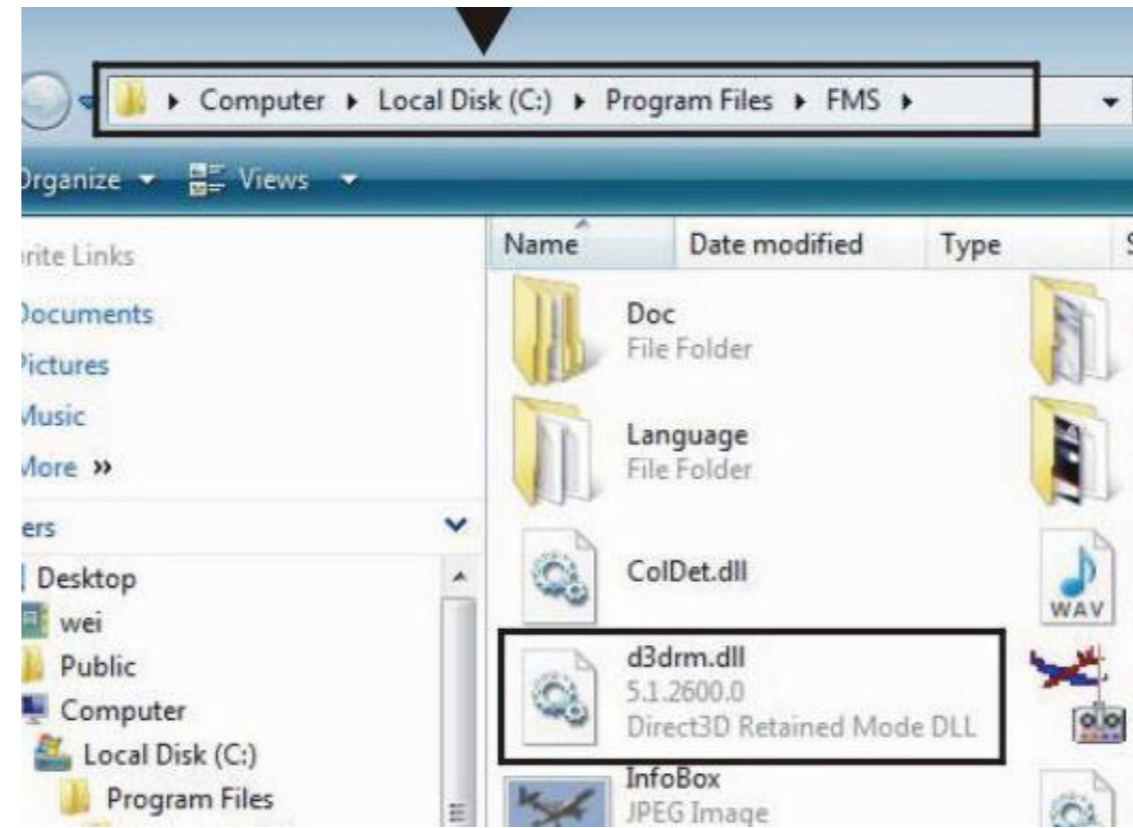 Computer ▸ Local Disk (C:) ▸ Program Files ▸ FMS ▸
Organize Views
rite Links
Documents
Pictures
Music
More »
ers
Desktop
wei
Public
Computer
Local Disk (C:)
Program Files
Name Date modified Type S
Doc
File Folder
Language
File Folder
ColDet.dll
WAV
d3drm.dll
5.1.2600.0
Direct3D Retained Mode DLL
InfoBox
JPEG Image